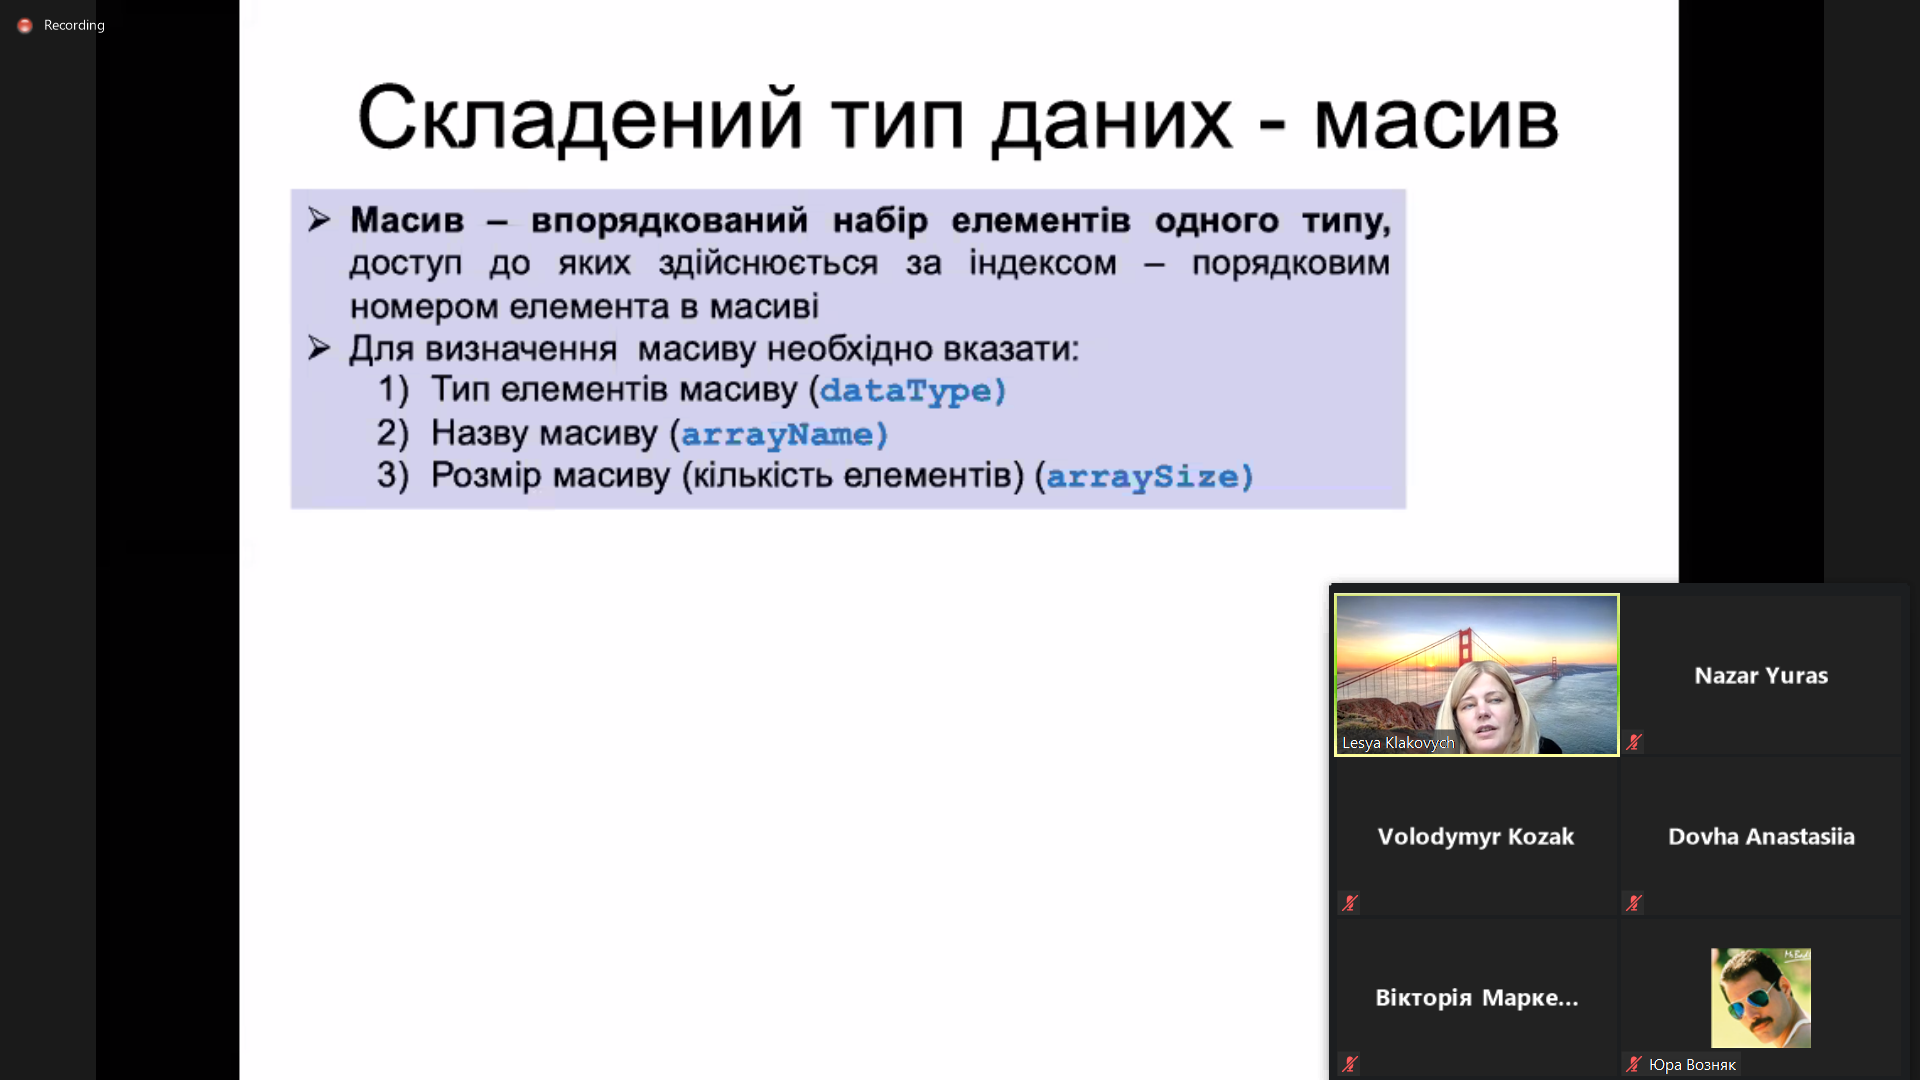 Recording
Складений тип даних - масив
➢ Масив – впорядкований набір елементів одного типу,
доступ до яких здійснюється за індексом – порядковим
номером елемента в масиві
➢ Для визначення масиву необхідно вказати:
1) Тип елементів масиву (dataType)
2) Назву масиву (arrayName)
3) Розмір масиву (кількість елементів) (arraySize)
Lesya Klakovych
Nazar Yuras
Volodymyr Kozak
Dovha Anastasiia
Вікторія Марке...
Юра Возняк